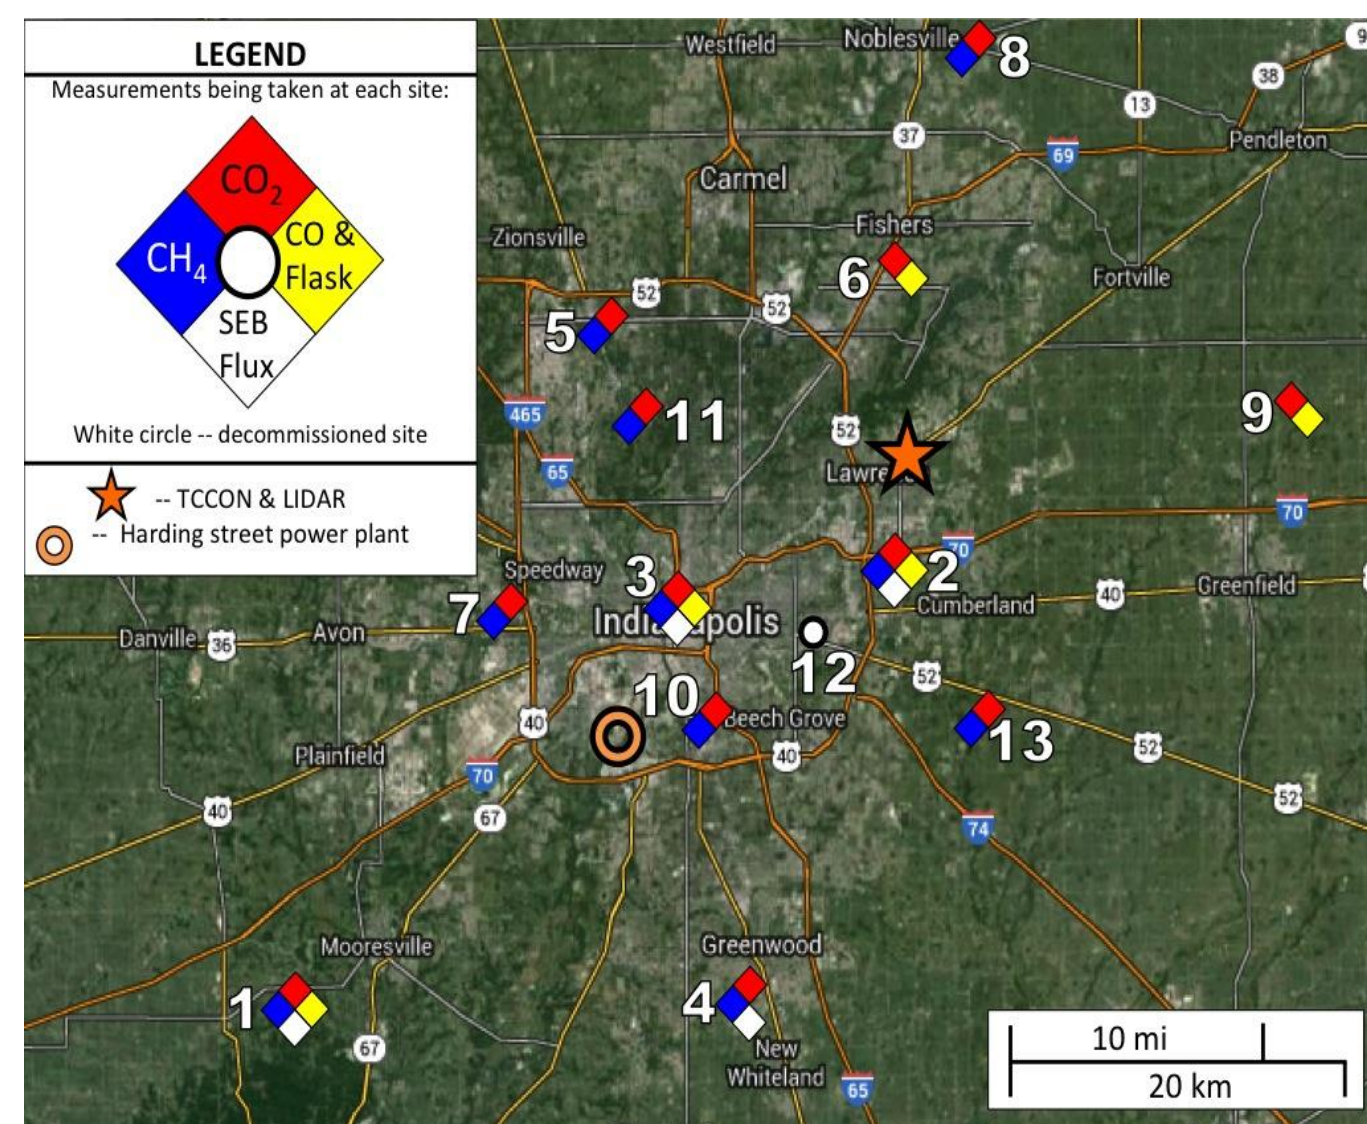 LEGEND
Measurements being taken at each site:
CO2
CH4
CO &
Flask
SEB
Flux
White circle -- decommissioned site
-- TCCON & LIDAR
-- Harding street power plant
Westfield
Noblesville
8
9
38
13
37
Pendleton
69
Carmel
Zionsville
Fishers
6
Fortville
52
52
5
465
11
9
52
65
Lawre
70
70
Speedway
3
2
7
Indianapolis
Cumberland
40
Greenfield
Danville
36
Avon
12
52
10
Beech Grove
40
13
52
Plainfield
70
40
52
40
67
74
Mooresville
Greenwood
1
4
67
New
Whiteland
65
10 mi
20 km